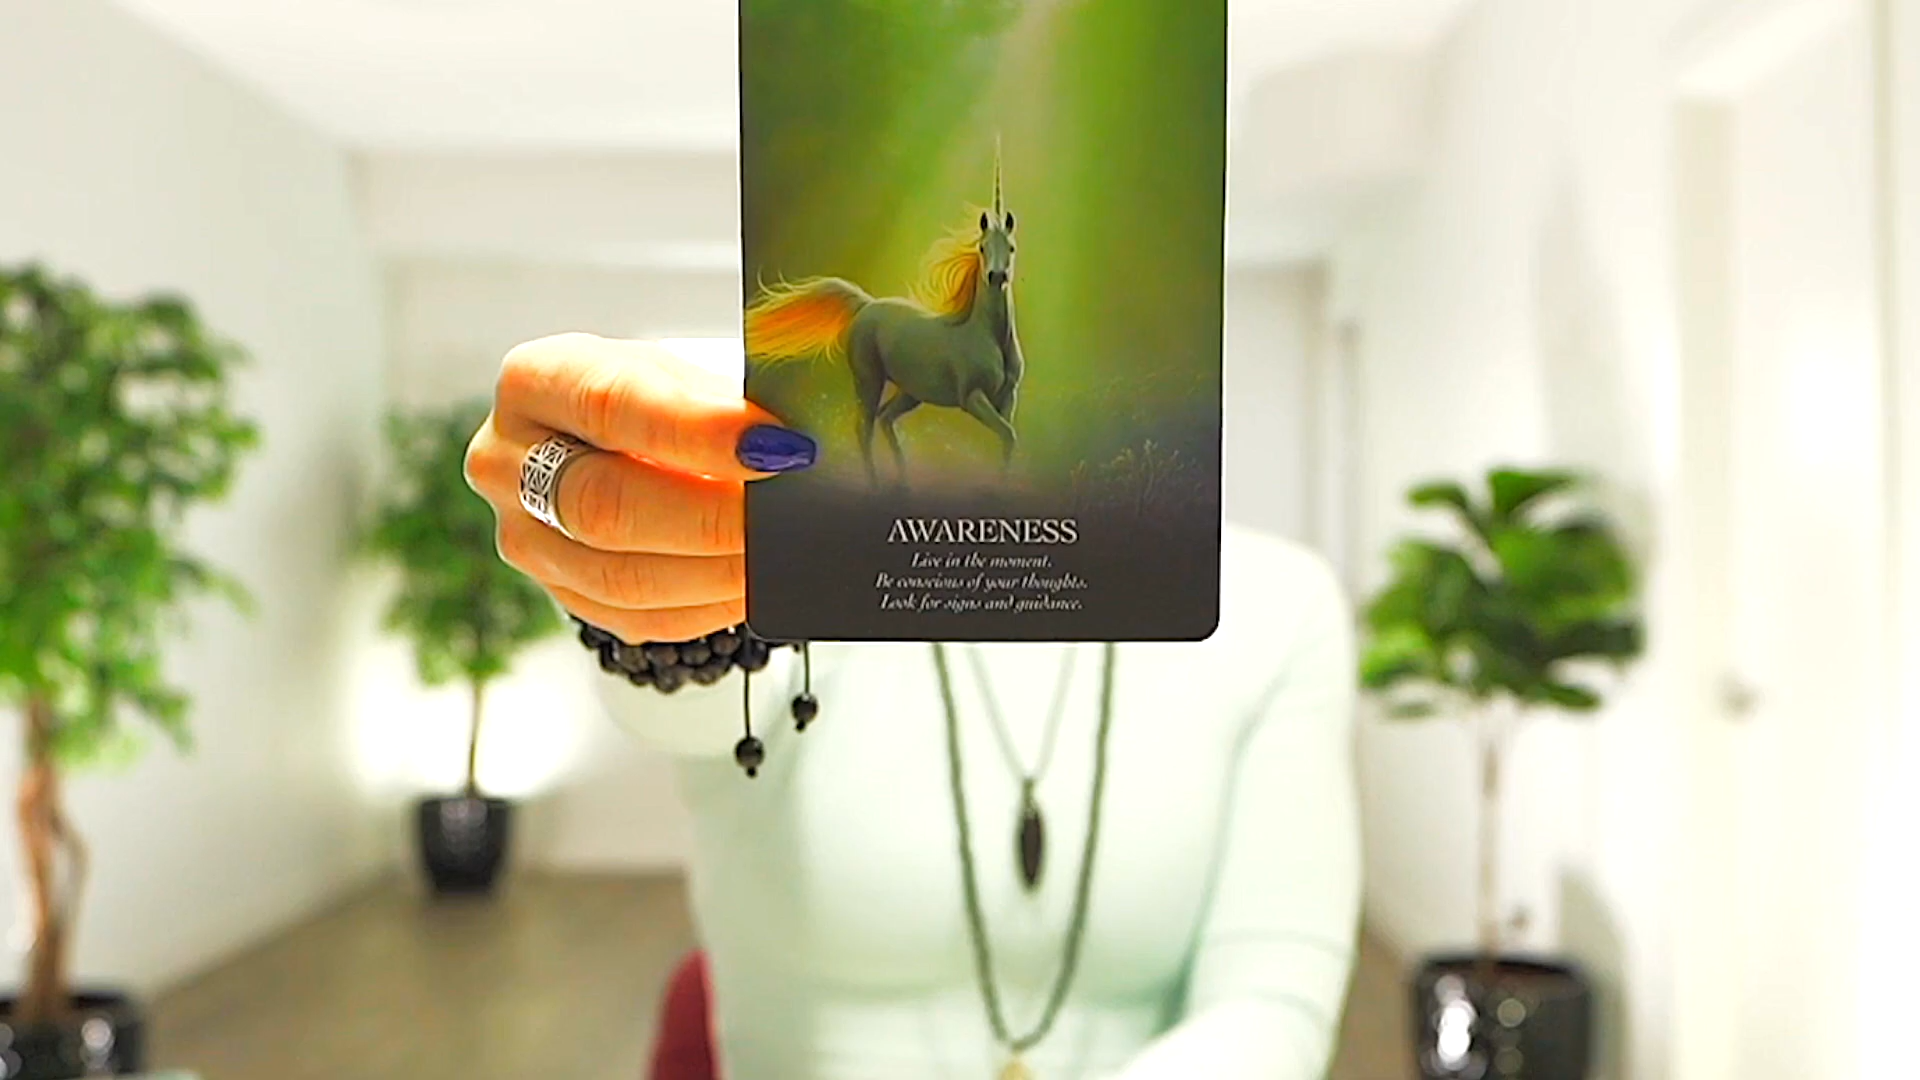 AWARENESS
Live in the moment.
Be conscious of your thoughts.
Look for signs and guidance.